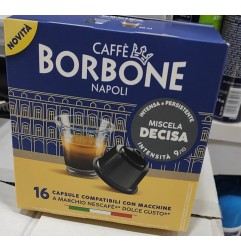 NOVITÀ
CAFFÈ
BORBONE
NAPOLI
INTENSA e PERSISTENTE
MISCELA
DECISA
INTENSITÀ 9/10
16 CAPSULE COMPATIBILI CON MACCHINE
A MARCHIO NESCAFÉ** DOLCE GUSTO**